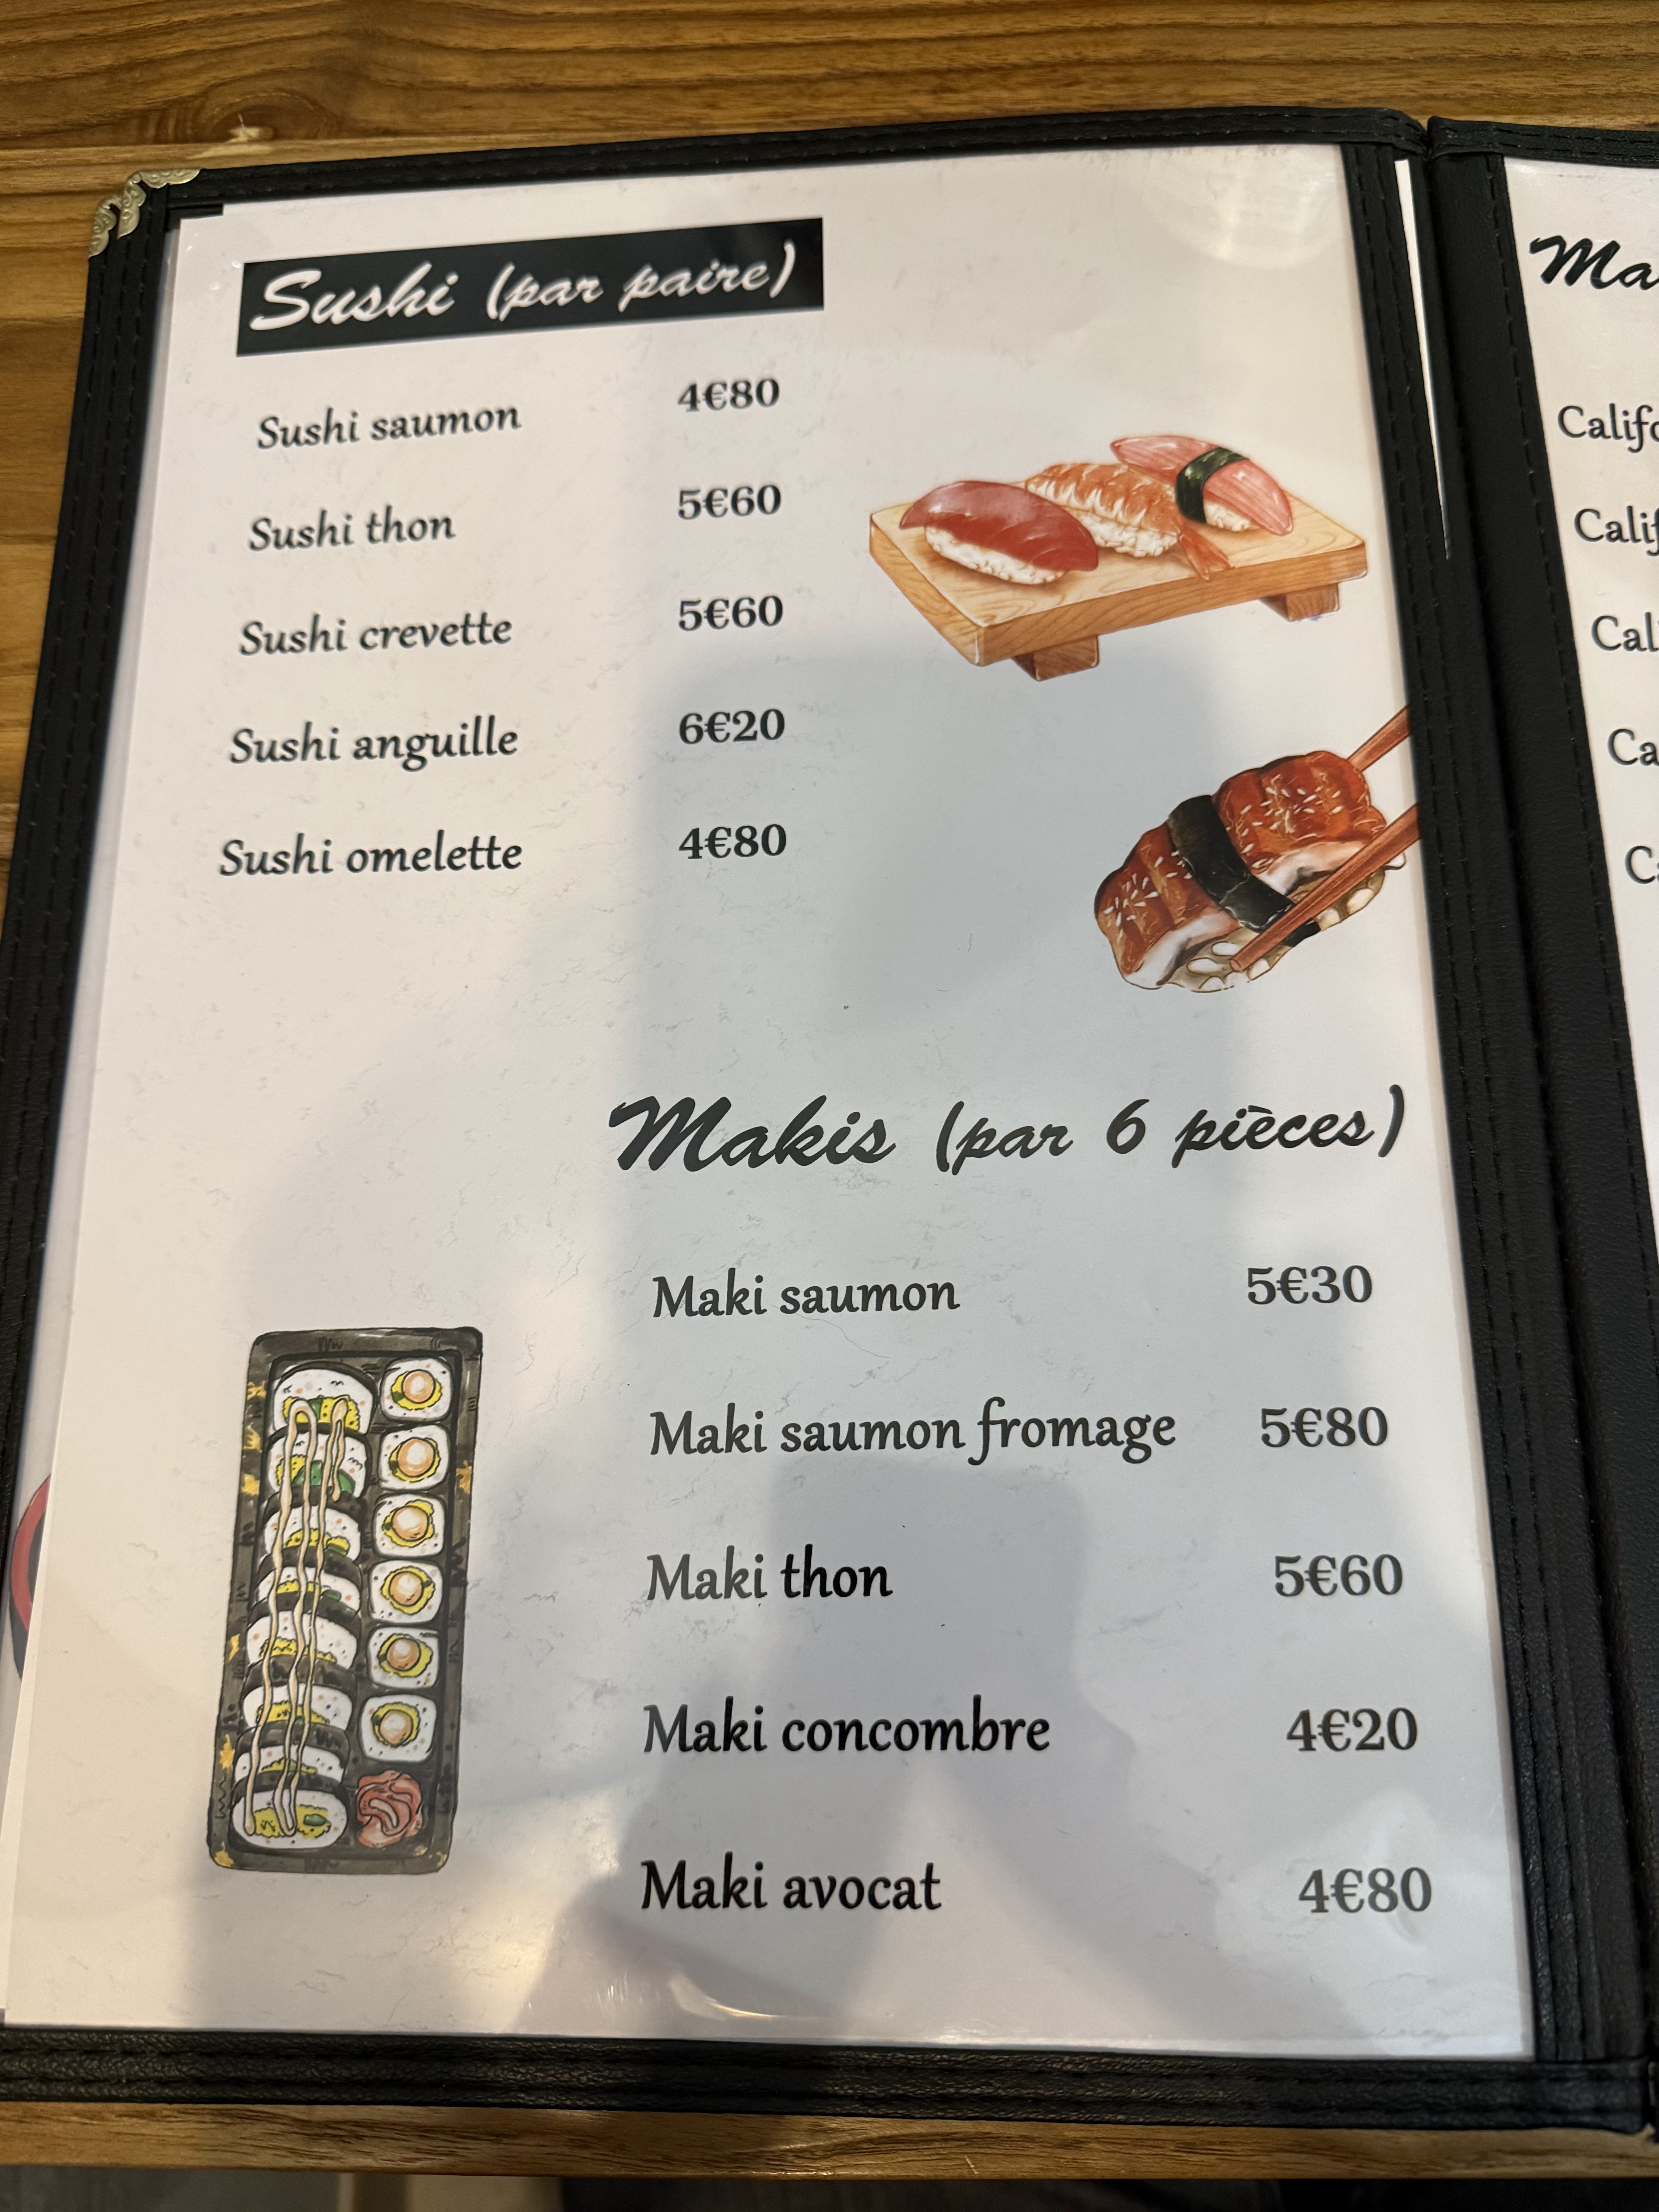 Sushi (par paire)
Sushi saumon 4€80
Sushi thon 5€60
Sushi crevette 5€60
Sushi anguille 6€20
Sushi omelette 4€80
Makis (par 6 pièces)
Maki saumon 5€30
Maki saumon fromage 5€80
Maki thon 5€60
Maki concombre 4€20
Maki avocat 4€80